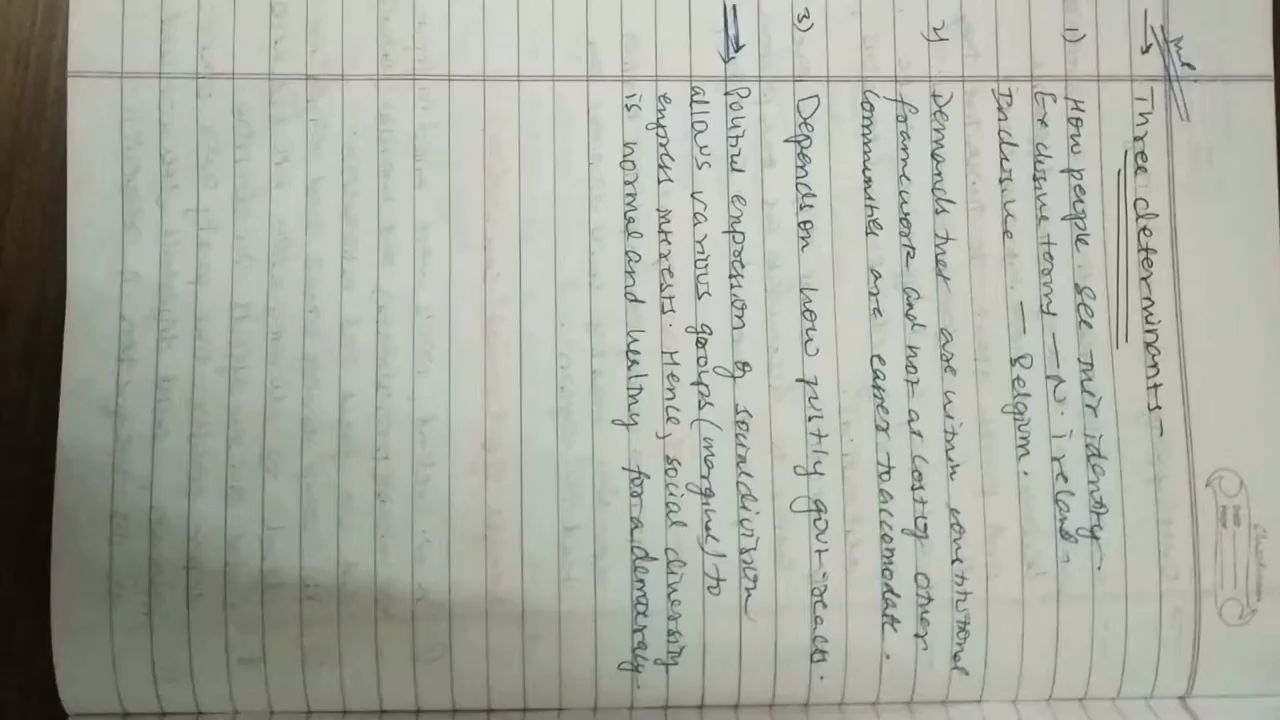 → Three determinants -
1) How people see their identity.
Exclusive terms - N. ireland.
Inclusive - Belgium.
2) Demands that are within constitutional
framework and not at costing other
communities are easier to accomodate.
3) Depends on how justly govt reacts.
⇒ Political expression of social division
allows various groups (marginal) to
express interests. Hence, social diversity
is normal and healthy for a democracy.